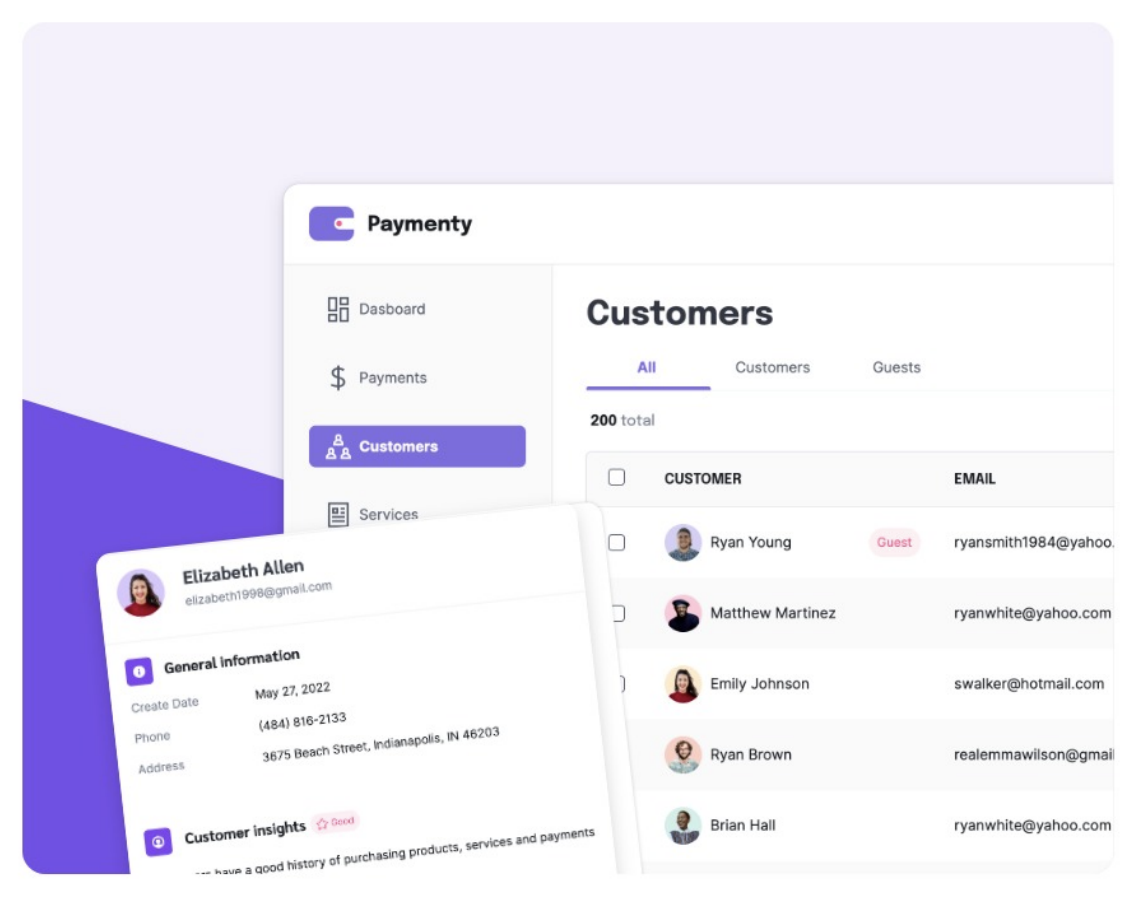 Paymenty
Dasboard
Payments
Customers
Services
Customers
All Customers Guests
200 total
CUSTOMER EMAIL
Ryan Young Guest ryansmith1984@yahoo.
Matthew Martinez ryanwhite@yahoo.com
Emily Johnson swalker@hotmail.com
Ryan Brown realemmawilson@gmail
Brian Hall ryanwhite@yahoo.com
Elizabeth Allen
elizabeth1998@gmail.com
General information
Create Date May 27, 2022
Phone (484) 816-2133
Address 3675 Beach Street, Indianapolis, IN 46203
Customer insights Good
have a good history of purchasing products, services and payments